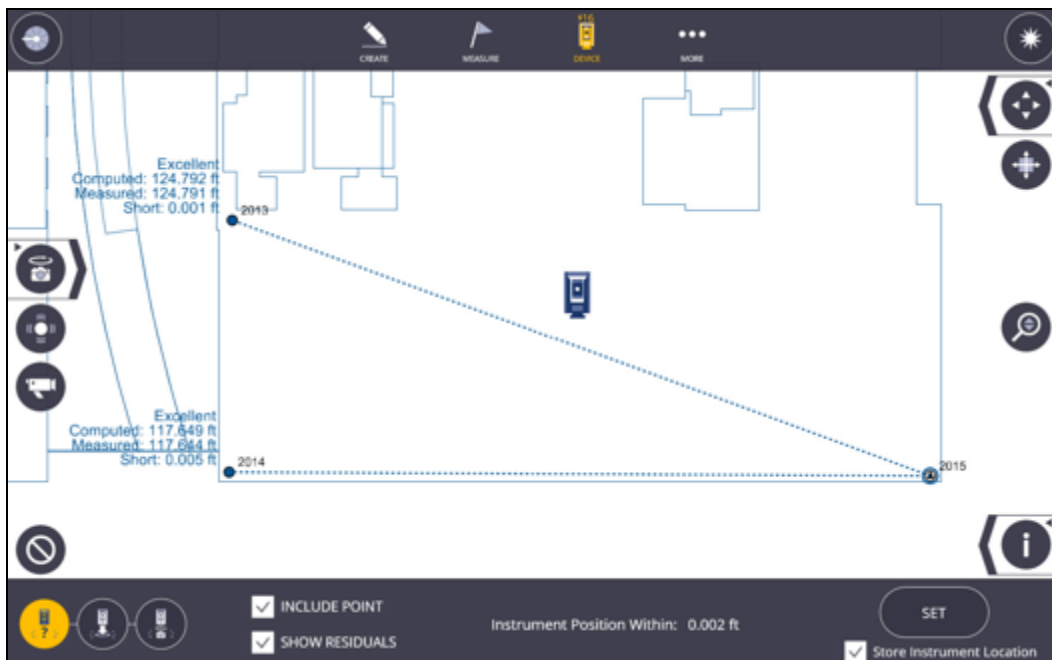 #16
CREATE
MEASURE
DEVICE
MORE
Excellent
Computed: 124.792 ft
Measured: 124.791 ft
Short: 0.001 ft
2013
Excellent
Computed: 117.649 ft
Measured: 117.644 ft
Short: 0.005 ft
2014
2015
i
?
INCLUDE POINT
SHOW RESIDUALS
Instrument Position Within: 0.002 ft
SET
Store Instrument Location